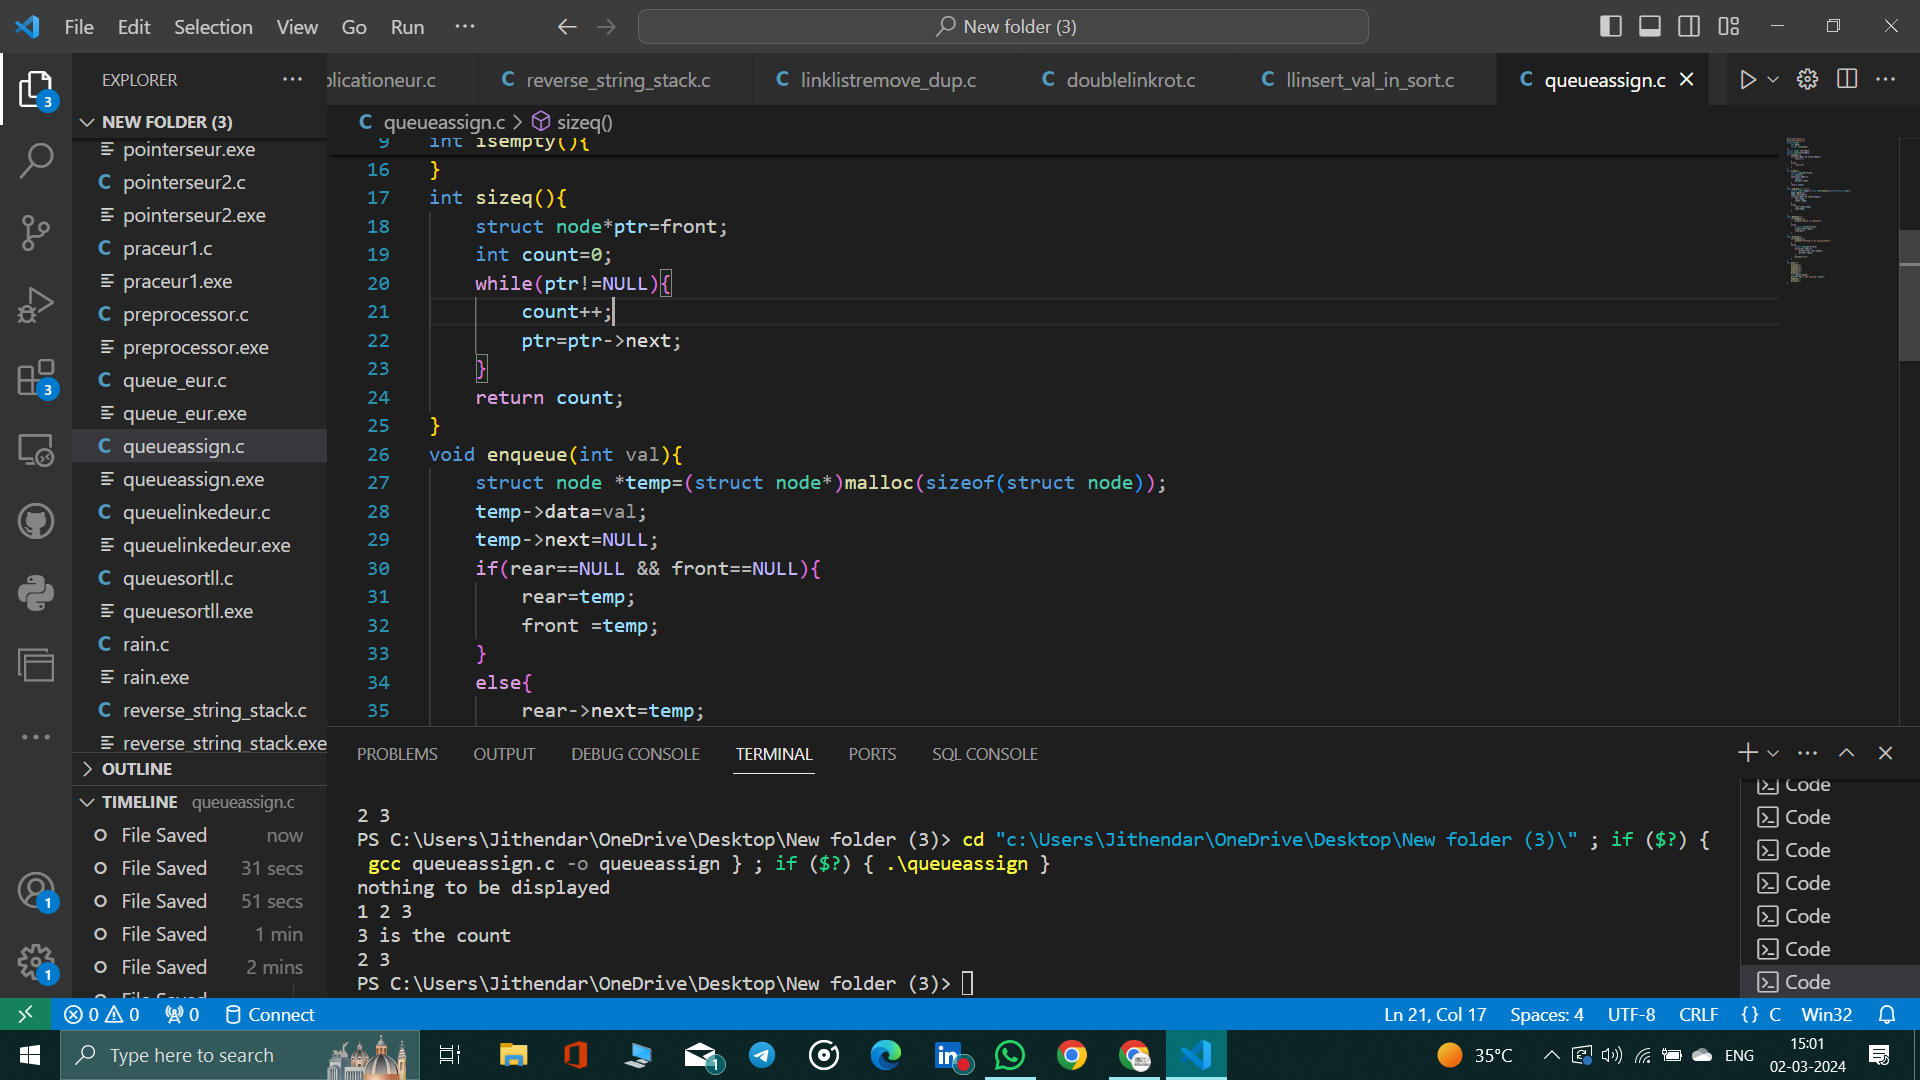 File Edit Selection View Go Run ···
New folder (3)
EXPLORER ···
plicationeur.c
C reverse_string_stack.c
C linklistremove_dup.c
C doublelinkrot.c
C llinsert_val_in_sort.c
C queueassign.c
C queueassign.c > sizeq()
NEW FOLDER (3)
pointerseur.exe
C pointerseur2.c
pointerseur2.exe
C praceur1.c
praceur1.exe
C preprocessor.c
preprocessor.exe
C queue_eur.c
queue_eur.exe
C queueassign.c
queueassign.exe
C queuelinkedeur.c
queuelinkedeur.exe
C queuesortll.c
queuesortll.exe
C rain.c
rain.exe
C reverse_string_stack.c
reverse_string_stack.exe
OUTLINE
TIMELINE queueassign.c
File Saved now
File Saved 31 secs
File Saved 51 secs
File Saved 1 min
File Saved 2 mins
File Saved
9 int isempty(){
16 }
17 int sizeq(){
18 struct node*ptr=front;
19 int count=0;
20 while(ptr!=NULL){
21 count++;
22 ptr=ptr->next;
23 }
24 return count;
25 }
26 void enqueue(int val){
27 struct node *temp=(struct node*)malloc(sizeof(struct node));
28 temp->data=val;
29 temp->next=NULL;
30 if(rear==NULL && front==NULL){
31 rear=temp;
32 front =temp;
33 }
34 else{
35 rear->next=temp;
PROBLEMS OUTPUT DEBUG CONSOLE TERMINAL PORTS SQL CONSOLE
2 3
PS C:\Users\Jithendar\OneDrive\Desktop\New folder (3)> cd "c:\Users\Jithendar\OneDrive\Desktop\New folder (3)\" ; if ($?) {
gcc queueassign.c -o queueassign } ; if ($?) { .\queueassign }
nothing to be displayed
1 2 3
3 is the count
2 3
PS C:\Users\Jithendar\OneDrive\Desktop\New folder (3)>
Code
Code
Code
Code
Code
Code
Code
3
3
1
1
0 0 0 Connect
Ln 21, Col 17 Spaces: 4 UTF-8 CRLF {} C Win32
Type here to search
1
in
35°C
ENG
15:01
02-03-2024